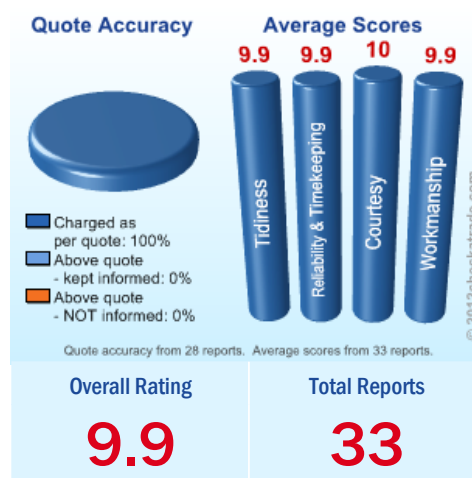 Quote Accuracy
Average Scores
9.9
9.9
10
9.9
Tidiness
Reliability & Timekeeping
Courtesy
Workmanship
Charged as
per quote: 100%
Above quote
- kept informed: 0%
Above quote
- NOT informed: 0%
Quote accuracy from 28 reports. Average scores from 33 reports.
Overall Rating
Total Reports
9.9
33